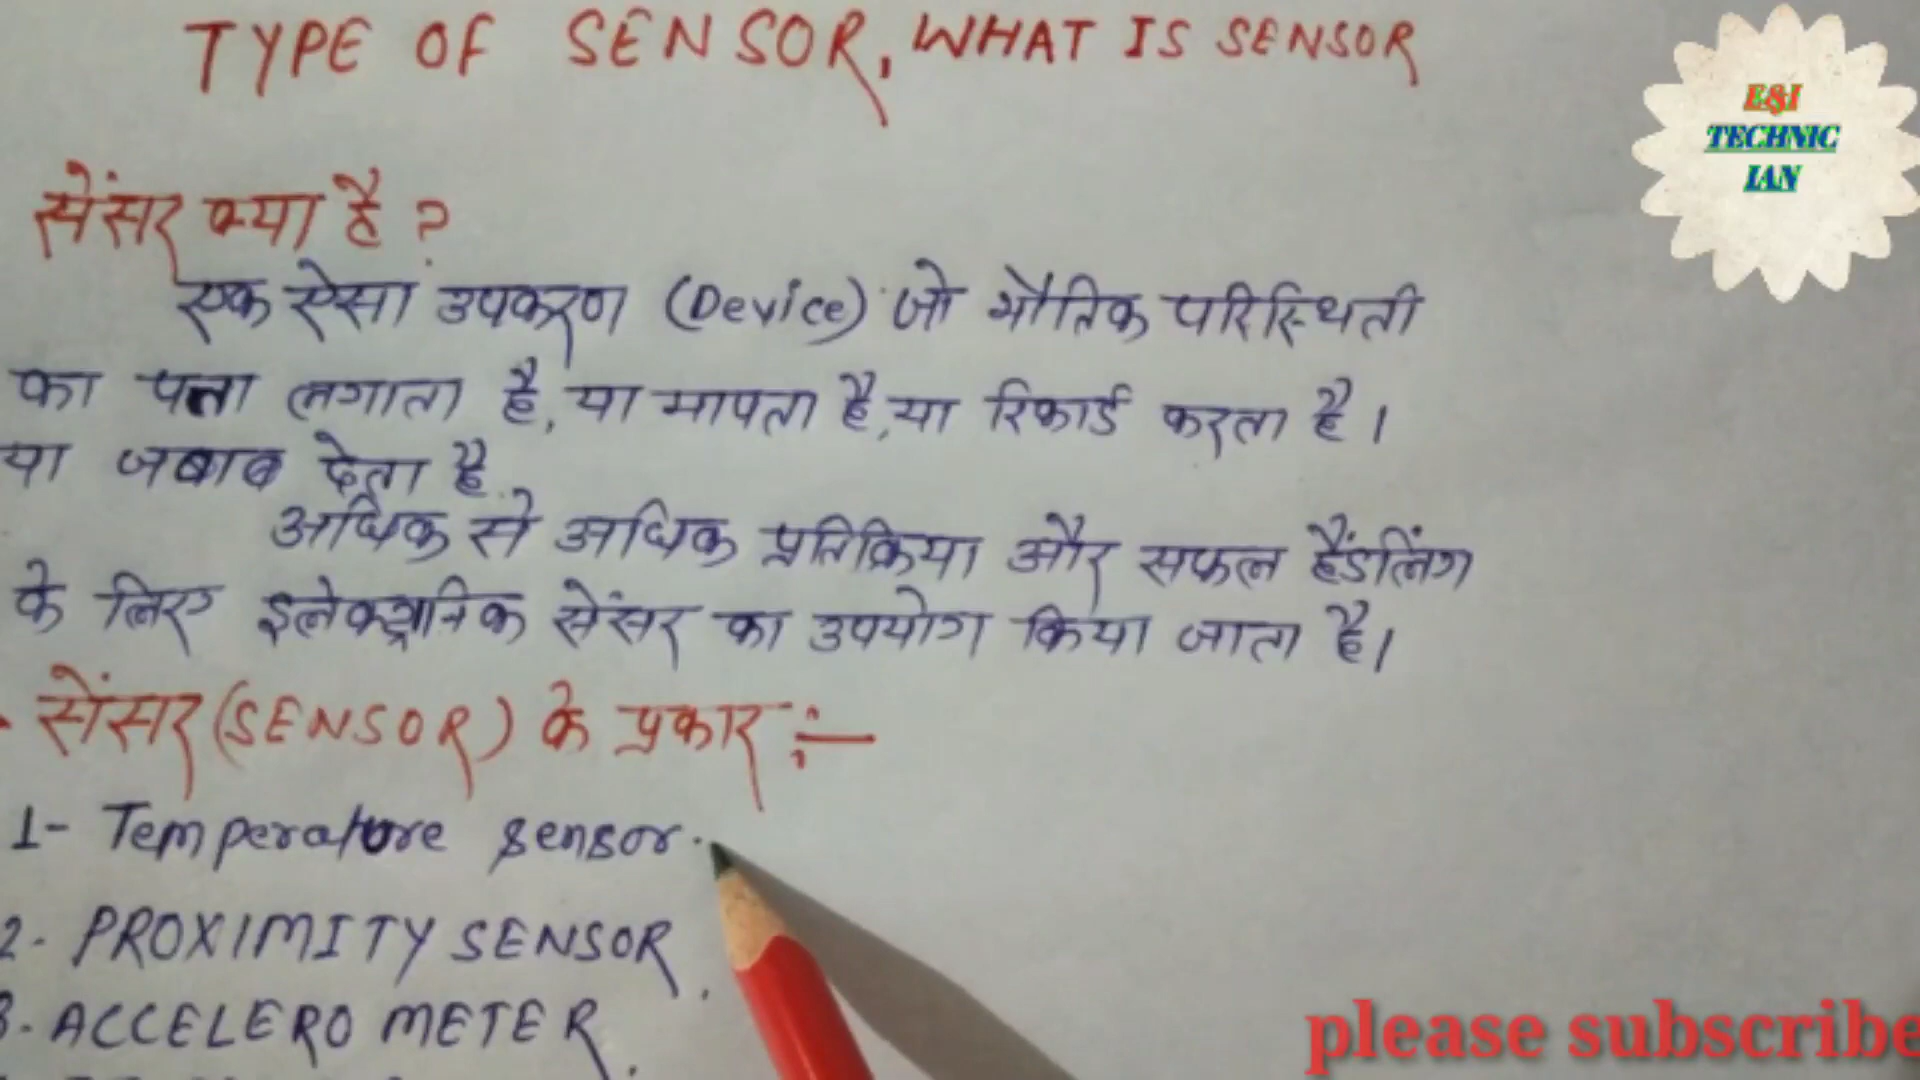 TYPE OF SENSOR, WHAT IS SENSOR
E&I
TECHNIC
IAN
सेंसर क्या है ?
एक ऐसा उपकरण (Device) जो भौतिक परिस्थिती
का पता लगाता है, या मापता है, या रिकार्ड करता है।
या जबाब देता है.
अधिक से अधिक प्रतिक्रिया और सफल हैंडलिंग
के लिए इलेक्ट्रानिक सेंसर का उपयोग किया जाता है।
सेंसर (SENSOR) के प्रकार :-
1- Temperature sensor.
2- PROXIMITY SENSOR.
3- ACCELERO METER.
please subscribe